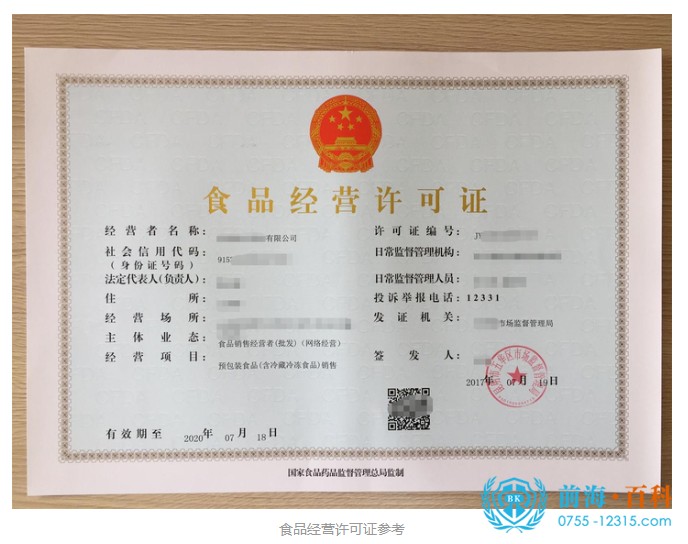 食品经营许可证
经营者名称： 有限公司
社会信用代码： 915
（身份证号码）
法定代表人(负责人)：
住 所：
经营场所：
主体业态： 食品销售经营者(批发)（网络经营）
经营项目： 预包装食品(含冷藏冷冻食品)销售
有效期至 2020年 07月 18日
许可证编号： JY
日常监督管理机构：
日常监督管理人员：
投诉举报电话：12331
发证机关： 市场监督管理局
签发人：
2017年 07月 19日
国家食品药品监督管理总局监制
BK
前海·百科
0755-12315.com
食品经营许可证参考